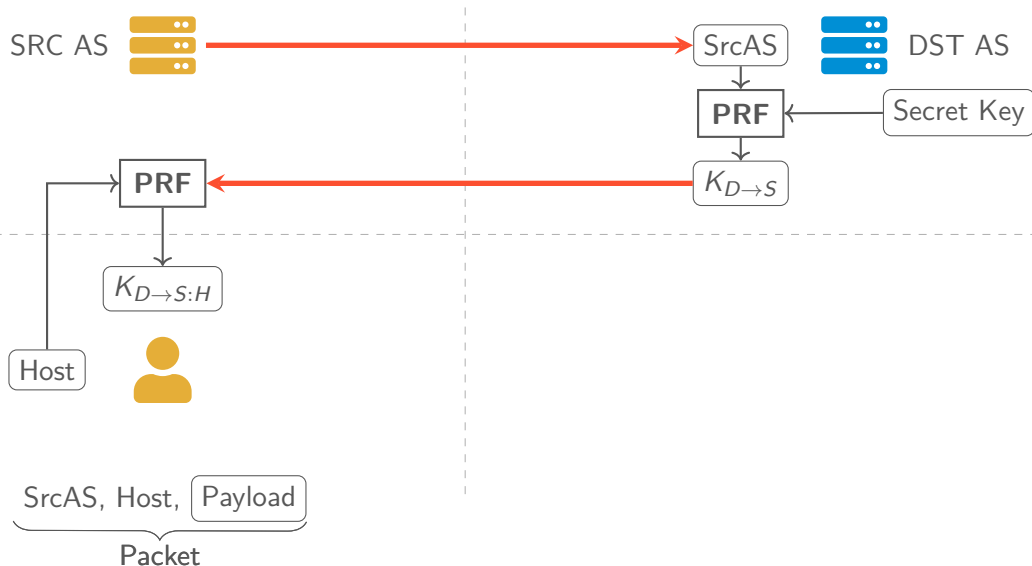 SRC AS
SrcAS
DST AS
PRF
Secret Key
PRF
K_{D→S}
K_{D→S:H}
Host
SrcAS, Host, Payload
Packet